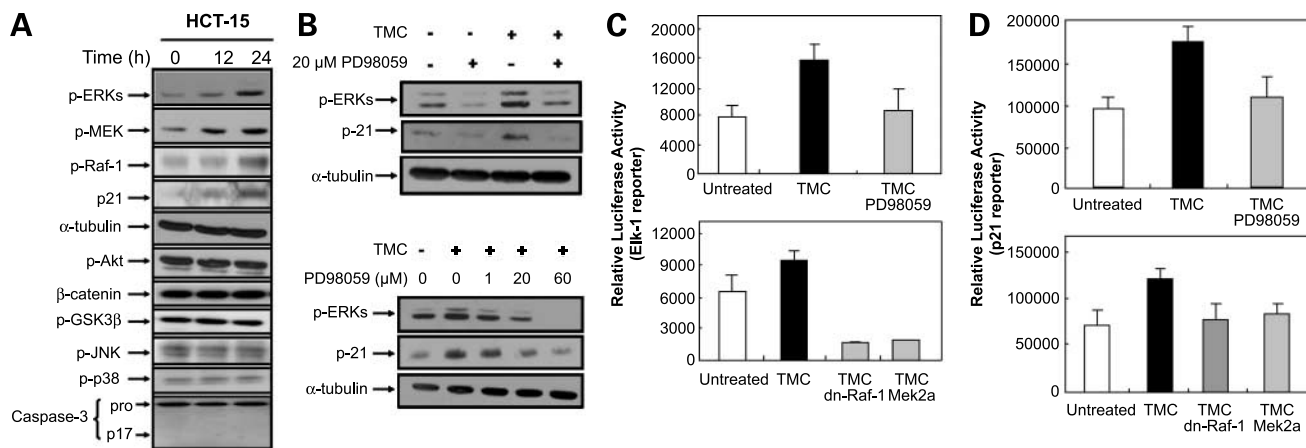 A
HCT-15
Time (h) 0 12 24
p-ERKs
p-MEK
p-Raf-1
p21
α-tubulin
p-Akt
β-catenin
p-GSK3β
p-JNK
p-p38
Caspase-3
pro
p17
B
TMC - - + +
20 µM PD98059 - + - +
p-ERKs
p-21
α-tubulin
TMC - + + + +
PD98059 (µM) 0 0 1 20 60
p-ERKs
p-21
α-tubulin
C
Relative Luciferase Activity
(Elk-1 reporter)
20000
16000
12000
8000
4000
0
Untreated TMC TMC
PD98059
12000
9000
6000
3000
0
Untreated TMC TMC TMC
dn-Raf-1 Mek2a
D
Relative Luciferase Activity
(p21 reporter)
200000
150000
100000
50000
0
Untreated TMC TMC
PD98059
150000
100000
50000
0
Untreated TMC TMC TMC
dn-Raf-1 Mek2a